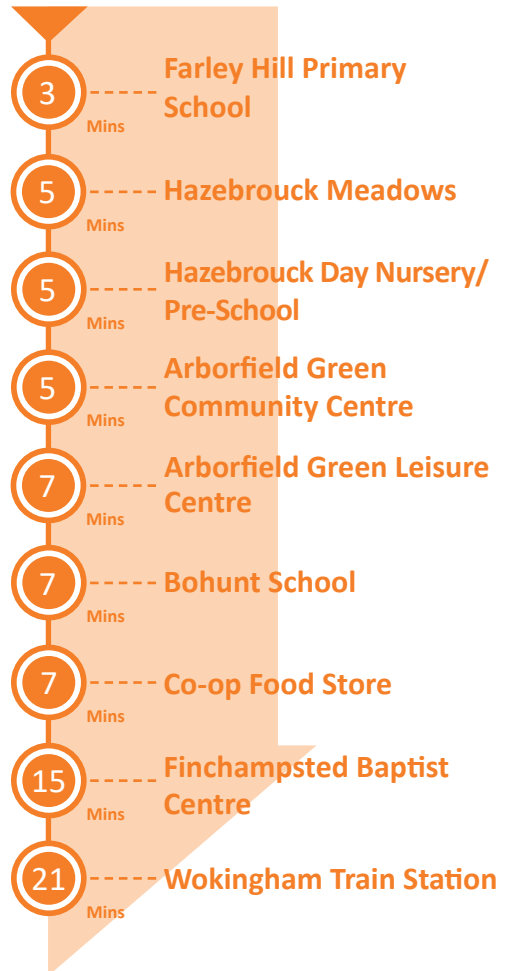 3
Mins
Farley Hill Primary
School
5
Mins
Hazebrouck Meadows
5
Mins
Hazebrouck Day Nursery/
Pre-School
5
Mins
Arborfield Green
Community Centre
7
Mins
Arborfield Green Leisure
Centre
7
Mins
Bohunt School
7
Mins
Co-op Food Store
15
Mins
Finchampsted Baptist
Centre
21
Mins
Wokingham Train Station